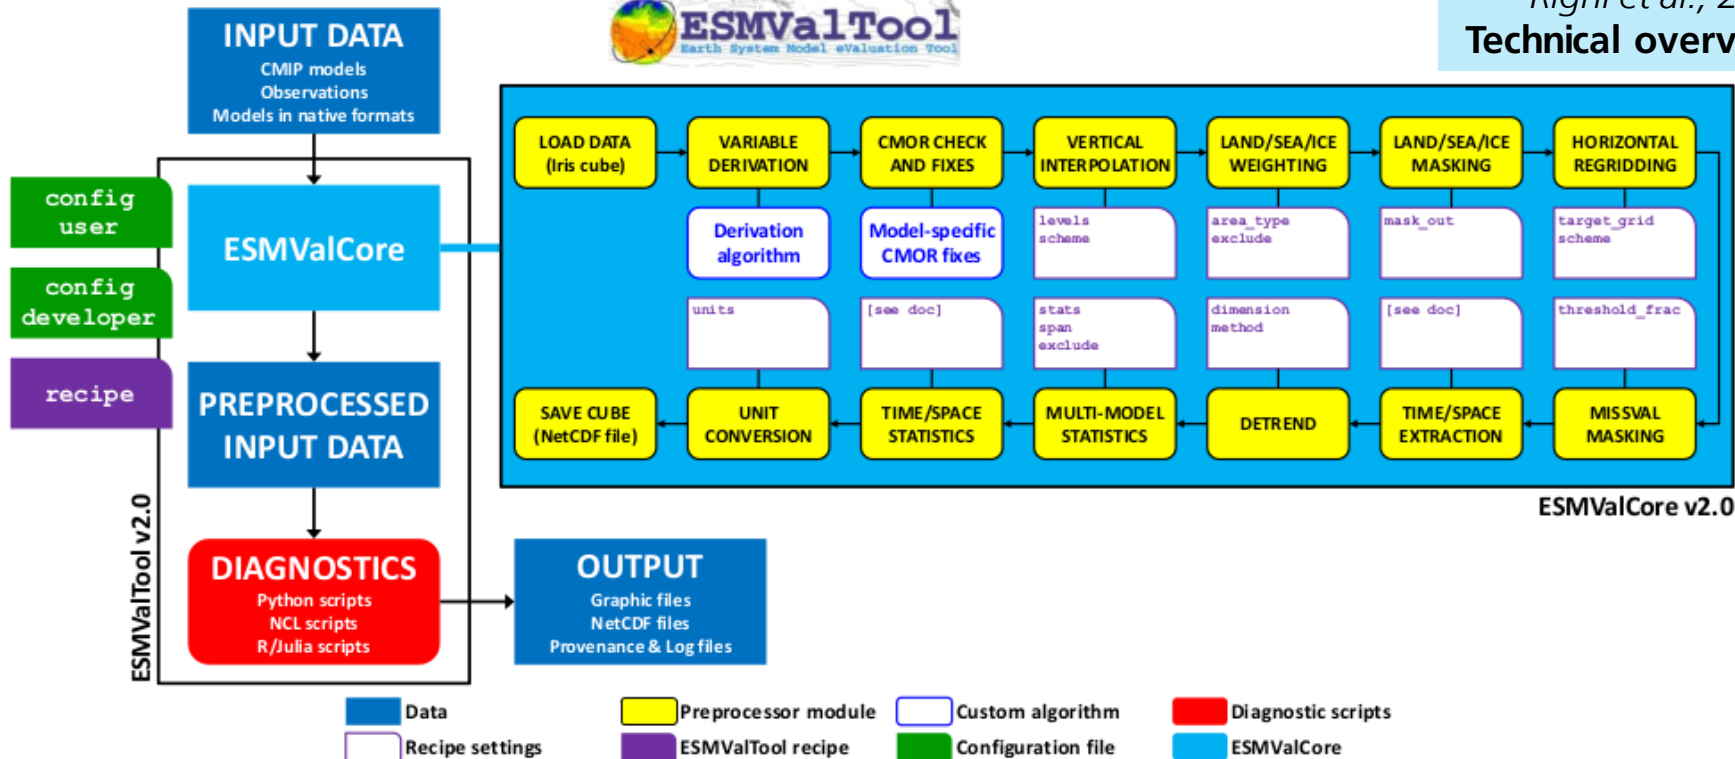 ESMValTool
Earth System Model eValuation Tool
Righi et al., 2
Technical overv
INPUT DATA
CMIP models
Observations
Models in native formats
config
user
config
developer
recipe
ESMValCore
PREPROCESSED
INPUT DATA
DIAGNOSTICS
Python scripts
NCL scripts
R/Julia scripts
ESMValTool v2.0
OUTPUT
Graphic files
NetCDF files
Provenance & Log files
LOAD DATA
(Iris cube)
VARIABLE
DERIVATION
CMOR CHECK
AND FIXES
VERTICAL
INTERPOLATION
LAND/SEA/ICE
WEIGHTING
LAND/SEA/ICE
MASKING
HORIZONTAL
REGRIDDING
Derivation
algorithm
Model-specific
CMOR fixes
levels
scheme
area_type
exclude
mask_out
target_grid
scheme
units
[see doc]
stats
span
exclude
dimension
method
[see doc]
threshold_frac
SAVE CUBE
(NetCDF file)
UNIT
CONVERSION
TIME/SPACE
STATISTICS
MULTI-MODEL
STATISTICS
DETREND
TIME/SPACE
EXTRACTION
MISSVAL
MASKING
ESMValCore v2.0
Data
Preprocessor module
Custom algorithm
Diagnostic scripts
Recipe settings
ESMValTool recipe
Configuration file
ESMValCore